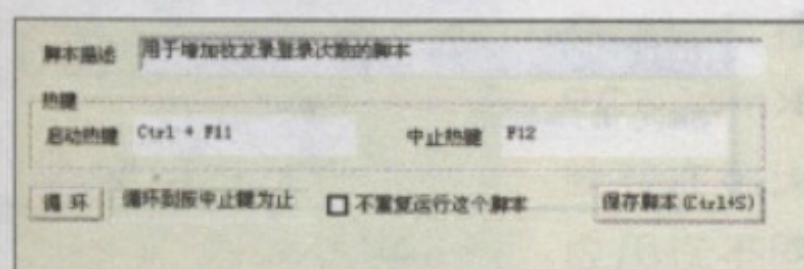 脚本描述 用于增加收发录登录次数的脚本
热键
启动热键 Ctrl + F11 中止热键 F12
循环 循环到按中止键为止 不重复运行这个脚本 保存脚本(Ctrl+S)